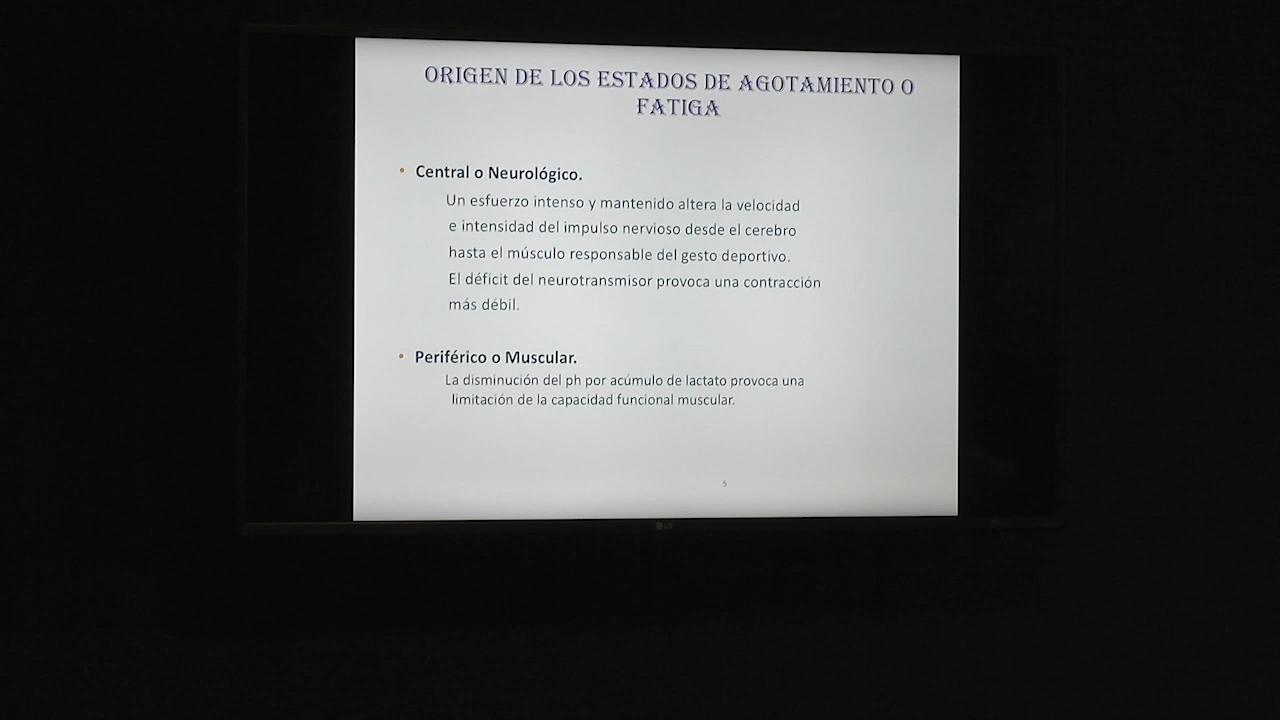 ORIGEN DE LOS ESTADOS DE AGOTAMIENTO O
FATIGA
• Central o Neurológico.
Un esfuerzo intenso y mantenido altera la velocidad
e intensidad del impulso nervioso desde el cerebro
hasta el músculo responsable del gesto deportivo.
El déficit del neurotransmisor provoca una contracción
más débil.
• Periférico o Muscular.
La disminución del ph por acúmulo de lactato provoca una
limitación de la capacidad funcional muscular.
5
LG